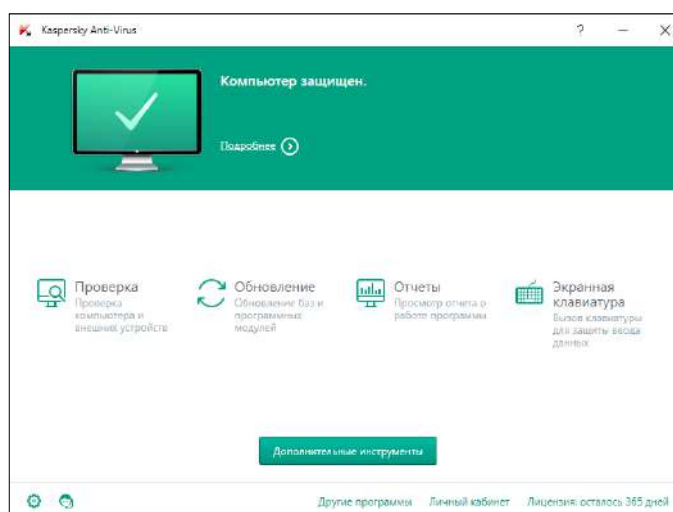 Kaspersky Anti-Virus
Компьютер защищен.
Подробнее
Проверка
Проверка
компьютера и
внешних устройств
Обновление
Обновление баз и
программных
модулей
Отчеты
Просмотр отчета о
работе программы
Экранная
клавиатура
Вызов клавиатуры
для защиты ввода
данных
Дополнительные инструменты
Другие программы Личный кабинет Лицензия: осталось 365 дней